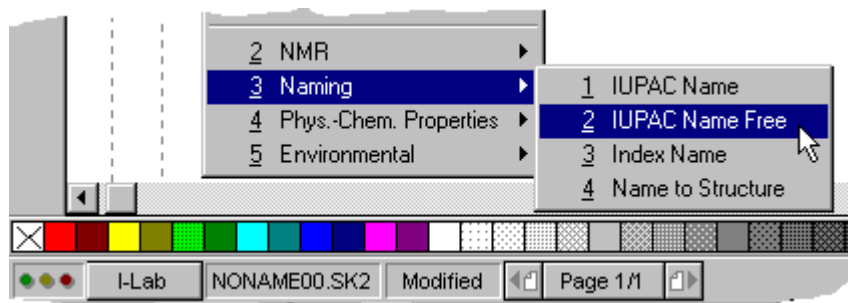 2 NMR
3 Naming
4 Phys.-Chem. Properties
5 Environmental
1 IUPAC Name
2 IUPAC Name Free
3 Index Name
4 Name to Structure
I-Lab NONAME00.SK2 Modified Page 1/1